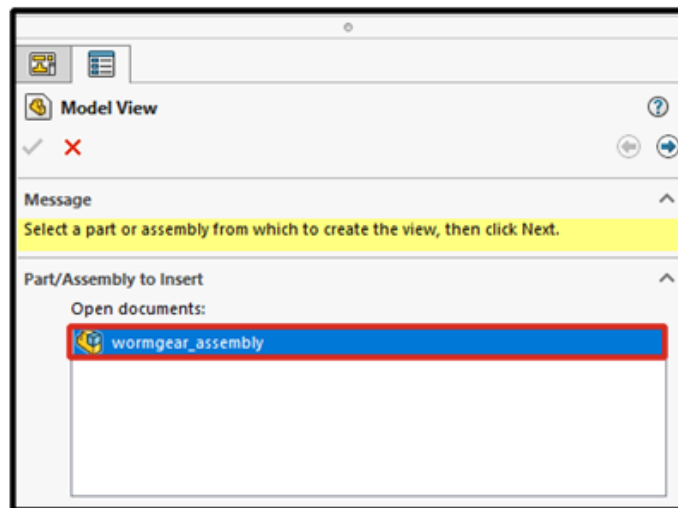 Model View
Message
Select a part or assembly from which to create the view, then click Next.
Part/Assembly to Insert
Open documents:
wormgear_assembly